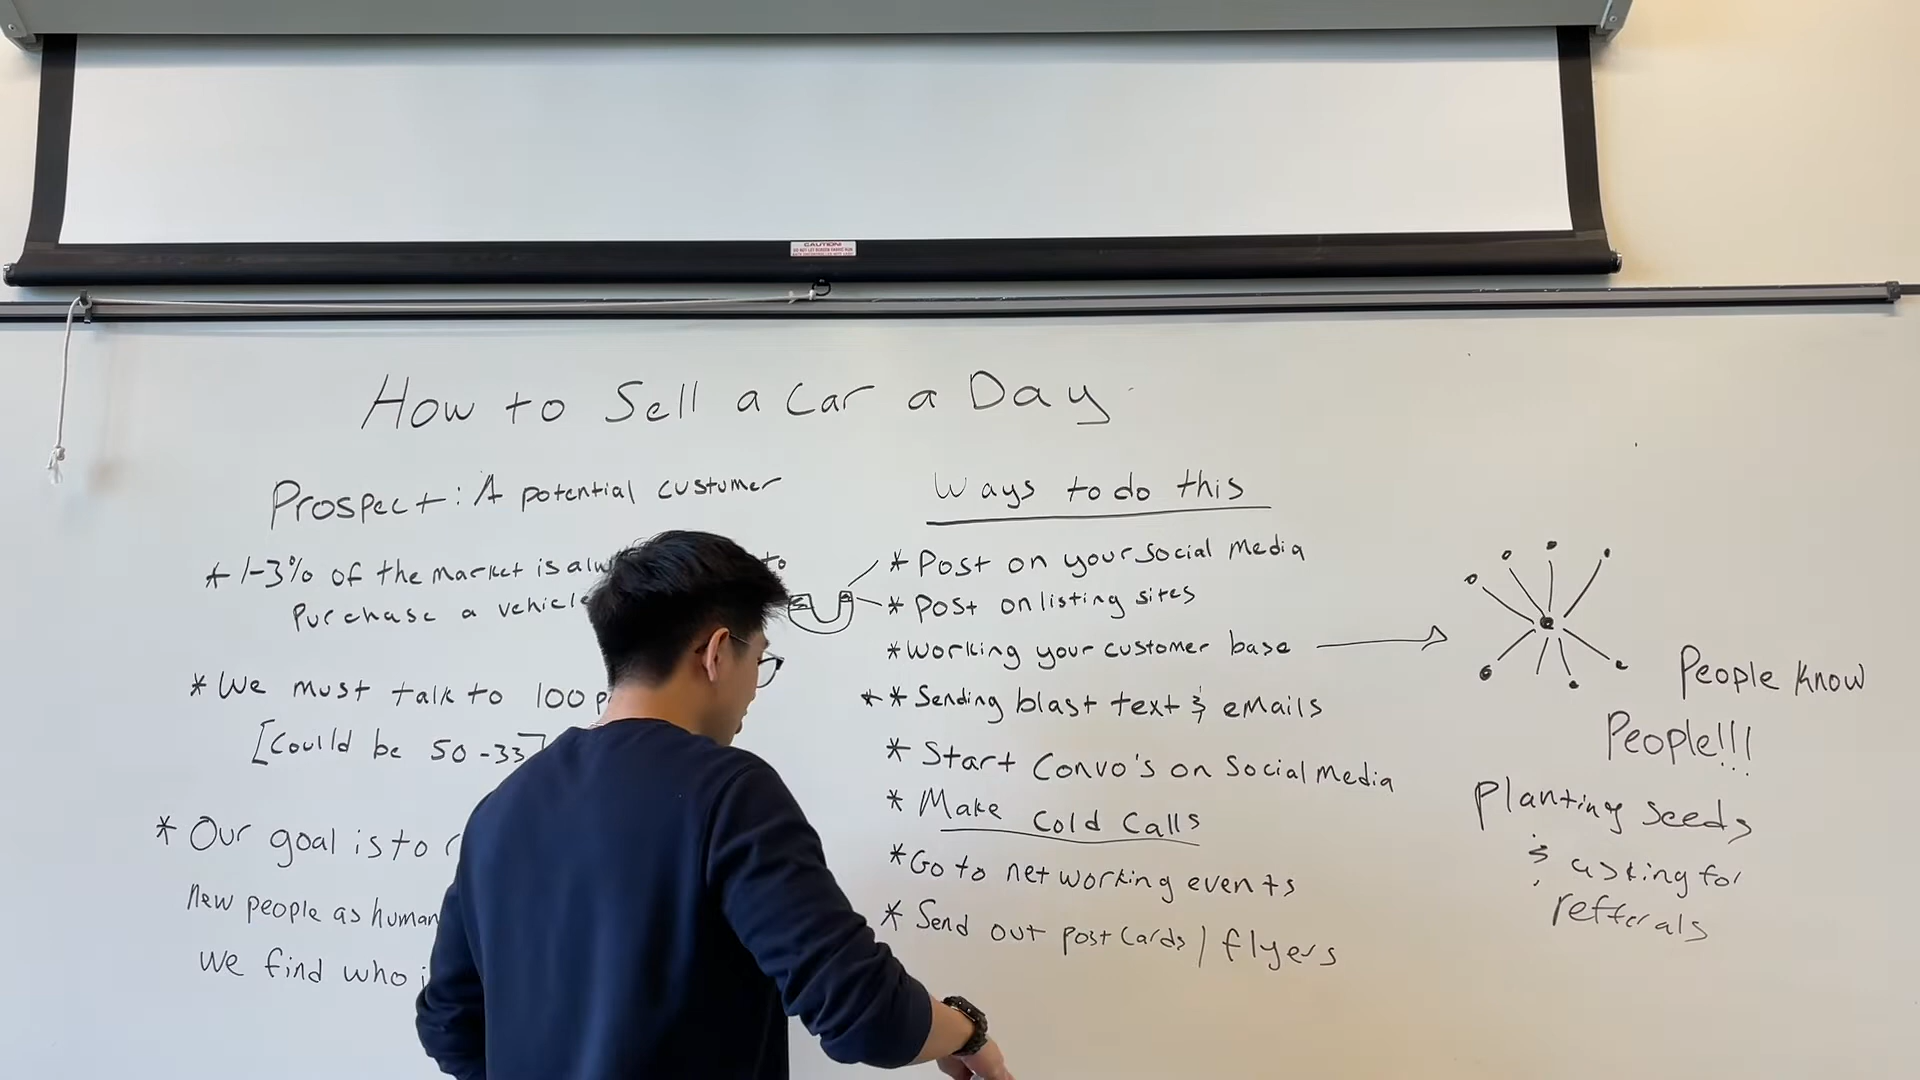 CAUTION!
How to Sell a Car a Day
Prospect: A potential custumer
* 1-3% of the market is
to
Purchase a vehicle
* We must talk to 100
[Could be 50-33]
* Our goal is to
New people as human
we find who
Ways to do this
* Post on your social media
* Post on listing sites
* Working your customer base
* * Sending blast text & emails
* Start Convo's on Social Media
* Make Cold Calls
* Go to networking events
* Send out postcards / flyers
People know
People!!!
Planting seeds
& asking for
refferals